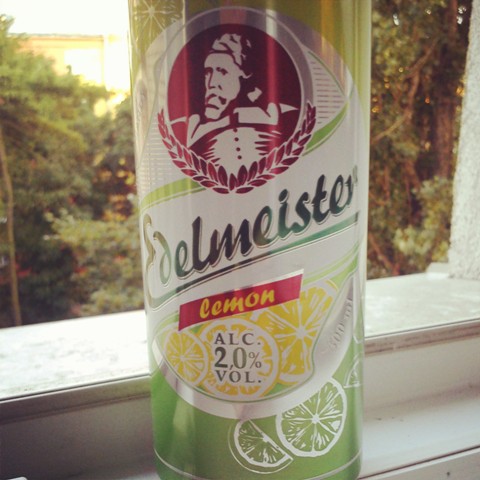 Edelmeister
lemon
ALC.
2,0%
VOL.